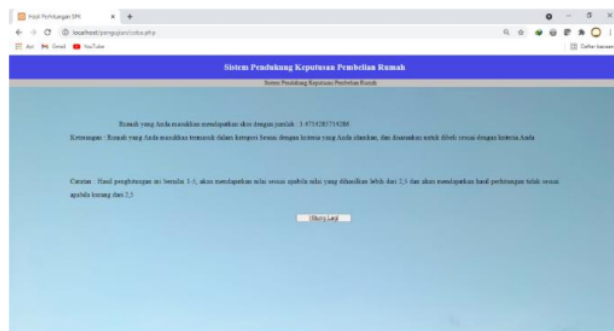 Hasil Perhitungan SPK
localhost/pengujian/coba.php
Gmail YouTube
Daftar bacaan
Sistem Pendukung Keputusan Pembelian Rumah
Sistem Pendukung Keputusan Pembelian Rumah
Rumah yang Anda masukkan mendapatkan skor dengan jumlah : 3.4754285714286
Keterangan : Rumah yang Anda masukkan termasuk dalam kategori Sesuai dengan kriteria yang Anda idamkan, dan disarankan untuk dibeli sesuai dengan kriteria Anda
Catatan : Hasil penghitungan ini bernilai 1-5, akan mendapatkan nilai sesuai apabila nilai yang dihasilkan lebih dari 2,5 dan akan mendapatkan hasil perhitungan tidak sesuai
apabila kurang dari 2,5
Hitung Lagi